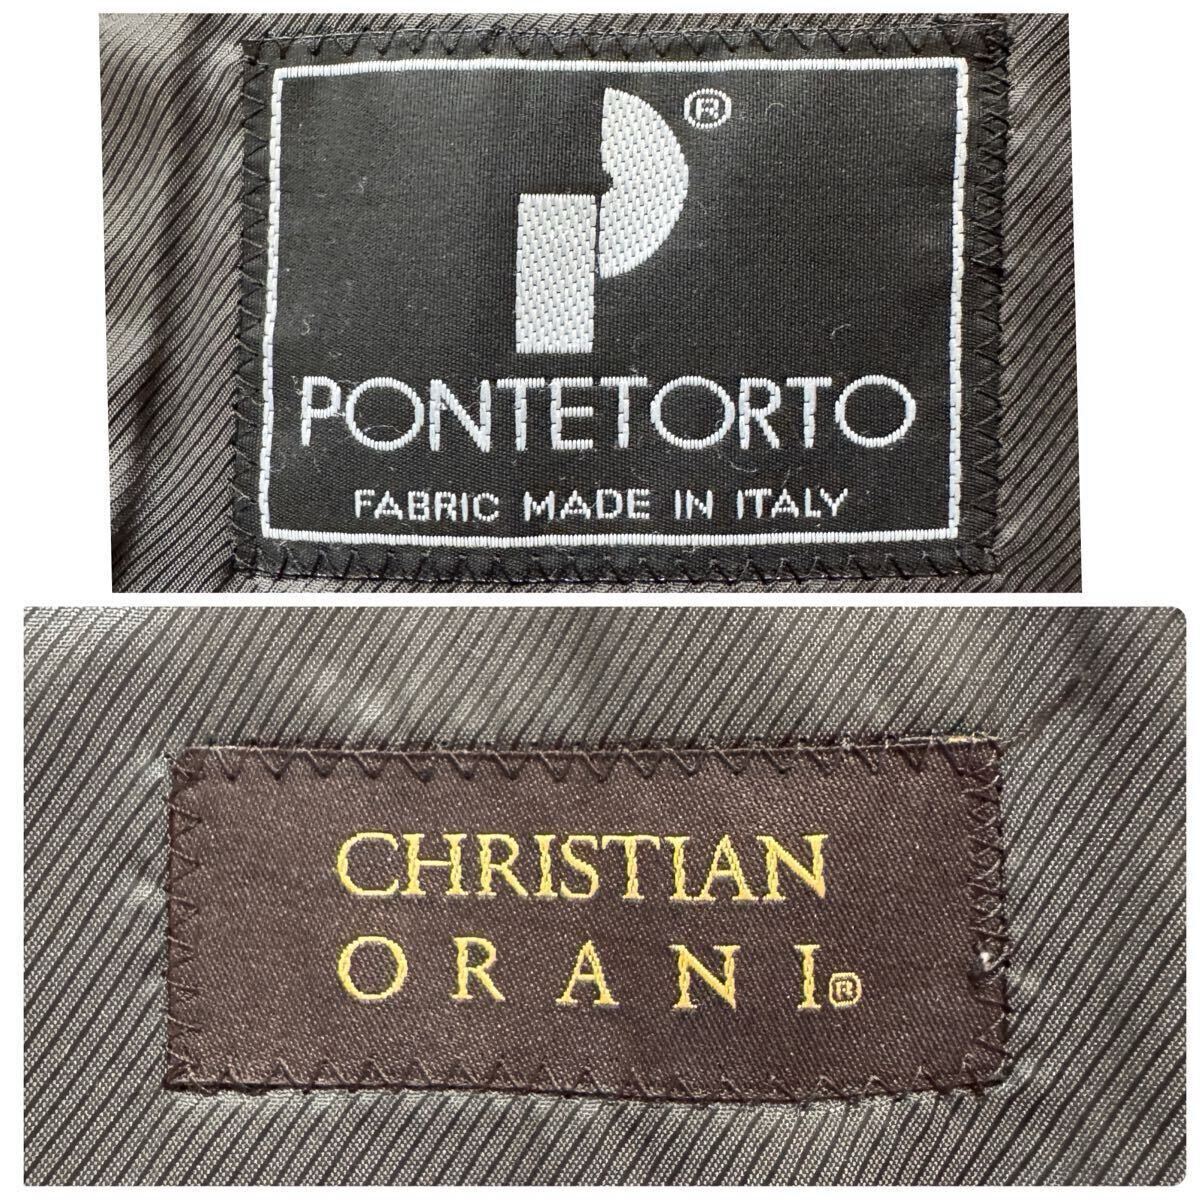 ®
PONTETORTO
FABRIC MADE IN ITALY
CHRISTIAN
ORANI®